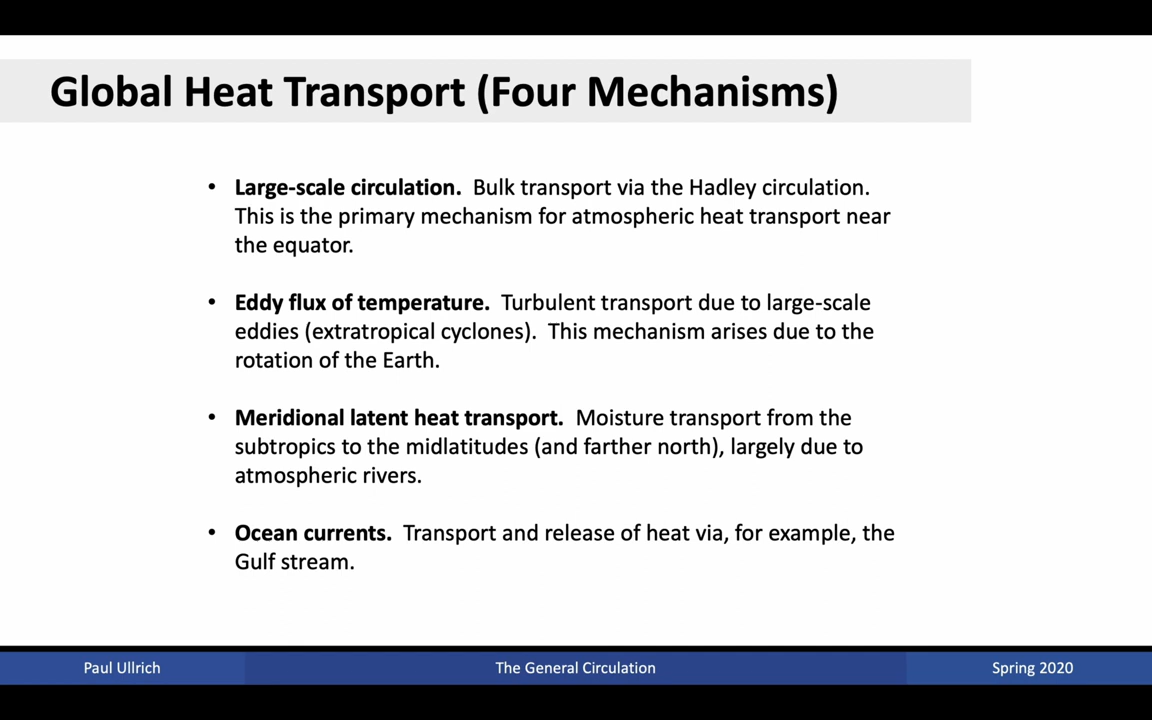 Global Heat Transport (Four Mechanisms)
• Large-scale circulation. Bulk transport via the Hadley circulation.
This is the primary mechanism for atmospheric heat transport near
the equator.
• Eddy flux of temperature. Turbulent transport due to large-scale
eddies (extratropical cyclones). This mechanism arises due to the
rotation of the Earth.
• Meridional latent heat transport. Moisture transport from the
subtropics to the midlatitudes (and farther north), largely due to
atmospheric rivers.
• Ocean currents. Transport and release of heat via, for example, the
Gulf stream.
Paul Ullrich
The General Circulation
Spring 2020